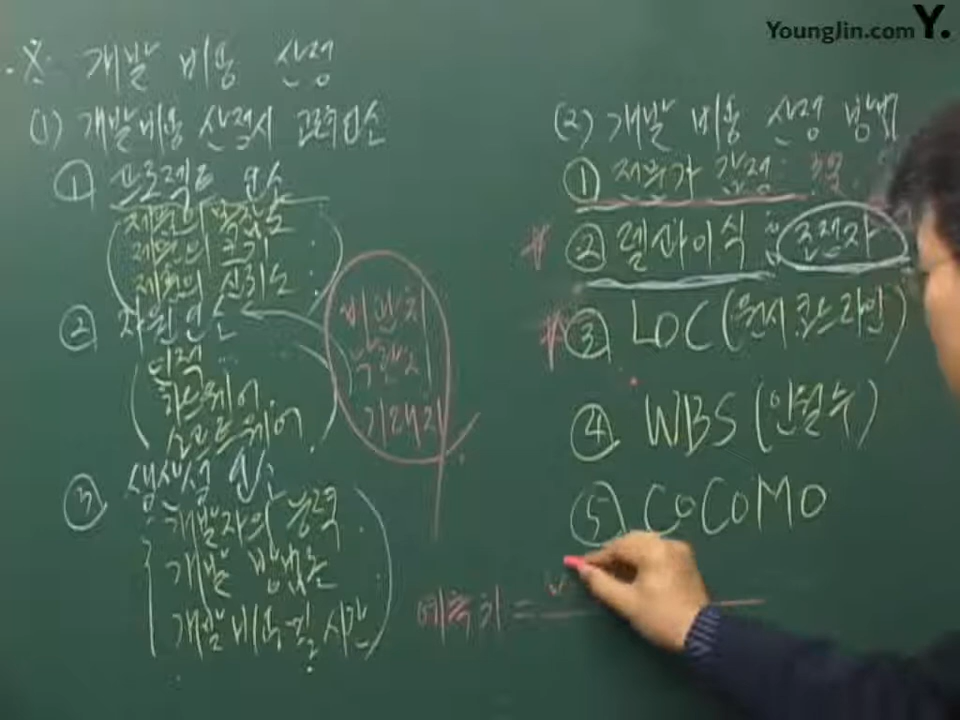 YoungJin.com Y.
※ 개발 비용 산정
(1) 개발비용 산정시 고려요소
① 프로젝트 요소
제품의 복잡도
제품의 크기
제품의 신뢰도
② 자원요소
인적
하드웨어
소프트웨어
③ 생산성 요소
개발자의 능력
개발 방법론
개발비용 및 시간
비관치
낙관치
기대치
(2) 개발 비용 산정 방법
① 전문가 감정
② 델파이식 : 조정자
③ LOC (원시 코드 라인)
④ WBS (인월수)
⑤ COCOMO
예측치 =